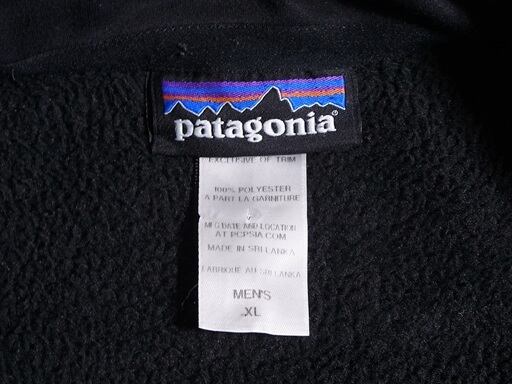 patagonia®
EXCLUSIVE OF TRIM
100% POLYESTER
A PART LA GARNITURE
MFG DATE AND LOCATION
AT PCPSIA.COM
MADE IN SRI LANKA
FABRIQUÉ AU SRI LANKA
MEN'S
XL